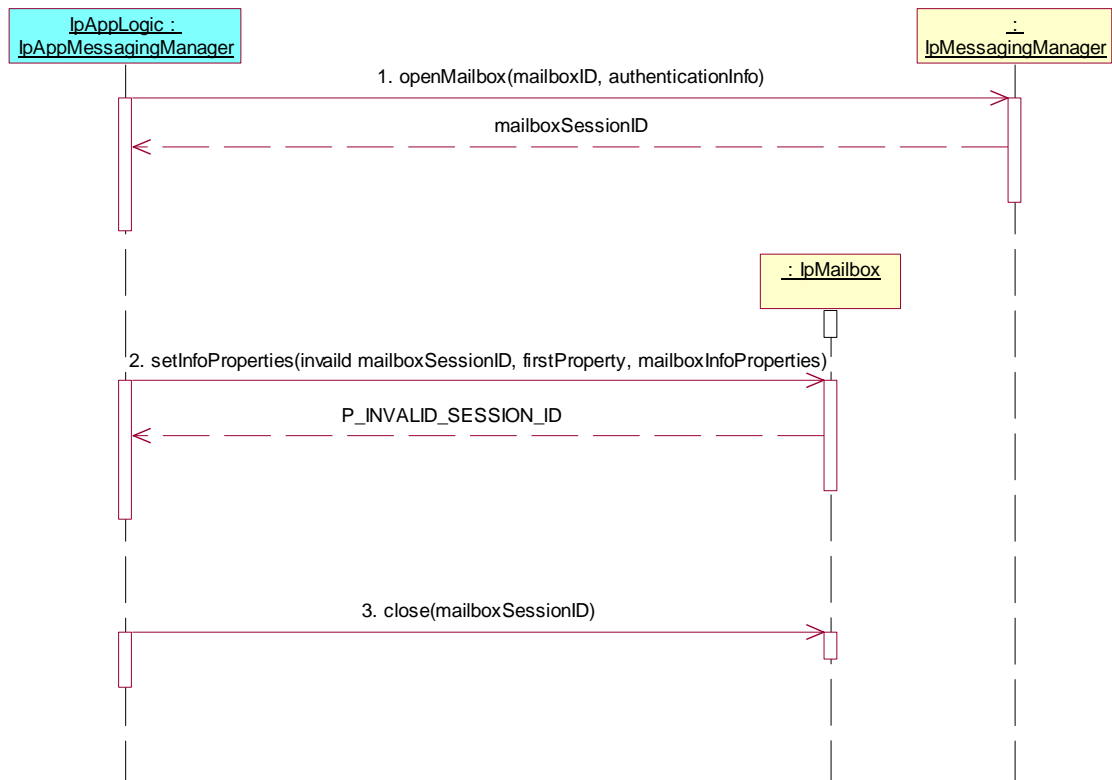 IpAppLogic :
IpAppMessagingManager
:
IpMessagingManager
1. openMailbox(mailboxID, authenticationInfo)
mailboxSessionID
: IpMailbox
2. setInfoProperties(invaild mailboxSessionID, firstProperty, mailboxInfoProperties)
P_INVALID_SESSION_ID
3. close(mailboxSessionID)